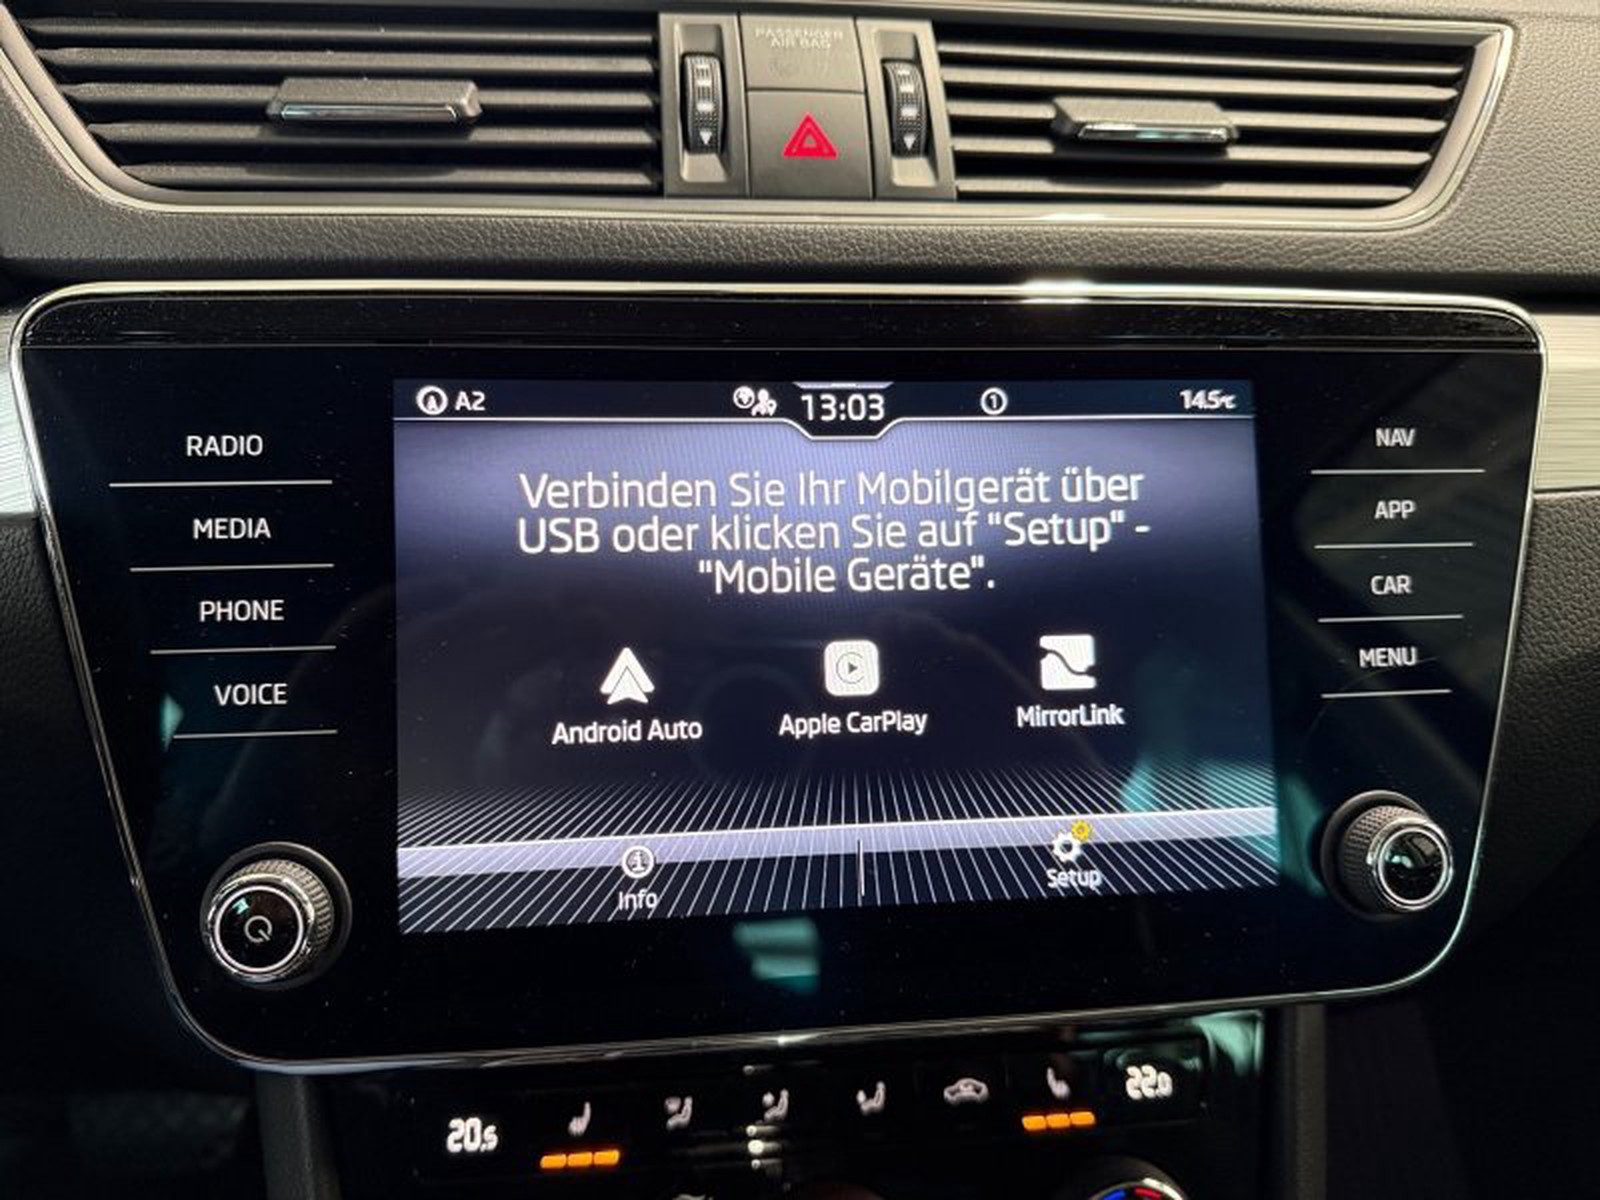 PASSENGER
AIR BAG
A2
13:03
1
14.5°C
RADIO
MEDIA
PHONE
VOICE
Verbinden Sie Ihr Mobilgerät über
USB oder klicken Sie auf "Setup" -
"Mobile Geräte".
Android Auto
Apple CarPlay
MirrorLink
Info
Setup
NAV
APP
CAR
MENU
20.5
22.0